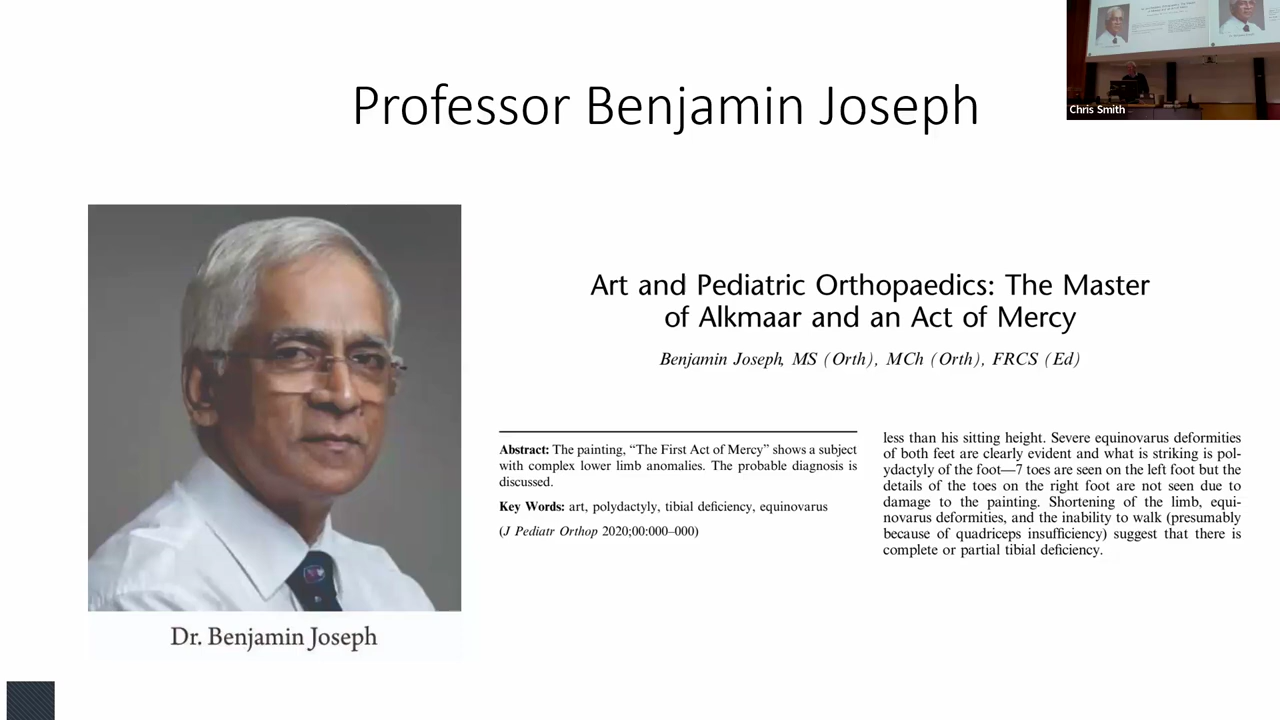 Professor Benjamin Joseph
Chris Smith
Art and Pediatric Orthopaedics: The Master
of Alkmaar and an Act of Mercy
Benjamin Joseph, MS (Orth), MCh (Orth), FRCS (Ed)
Abstract: The painting, “The First Act of Mercy” shows a subject
with complex lower limb anomalies. The probable diagnosis is
discussed.
Key Words: art, polydactyly, tibial deficiency, equinovarus
(J Pediatr Orthop 2020;00:000–000)
less than his sitting height. Severe equinovarus deformities
of both feet are clearly evident and what is striking is pol-
ydactyly of the foot—7 toes are seen on the left foot but the
details of the toes on the right foot are not seen due to
damage to the painting. Shortening of the limb, equi-
novarus deformities, and the inability to walk (presumably
because of quadriceps insufficiency) suggest that there is
complete or partial tibial deficiency.
Dr. Benjamin Joseph